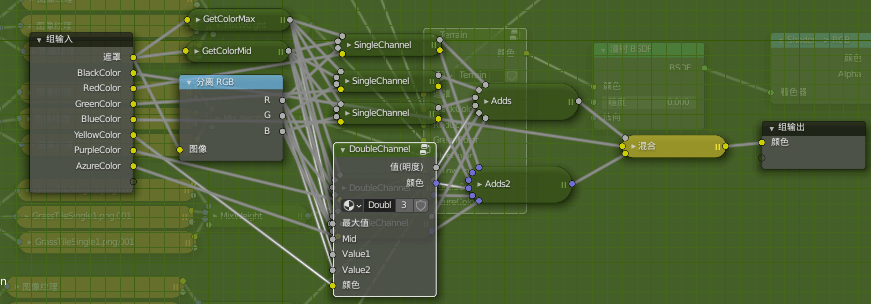 组输入
遮罩
BlackColor
RedColor
GreenColor
BlueColor
YellowColor
PurpleColor
AzureColor
GetColorMax
GetColorMid
分离 RGB
R
G
B
图像
SingleChannel
SingleChannel
SingleChannel
DoubleChannel
值(明度)
颜色
Doubl 3
最大值
Mid
Value1
Value2
颜色
Terrain
颜色
Terrain
Adds
Adds2
BSDF
BSDF
颜色
0.000
混合
组输出
颜色
颜色
Alpha
着色器
DoubleChannel
GrassTileSingle1.png.001
MixHeight
GrassTileSingle1.png.001
图像纹理
n